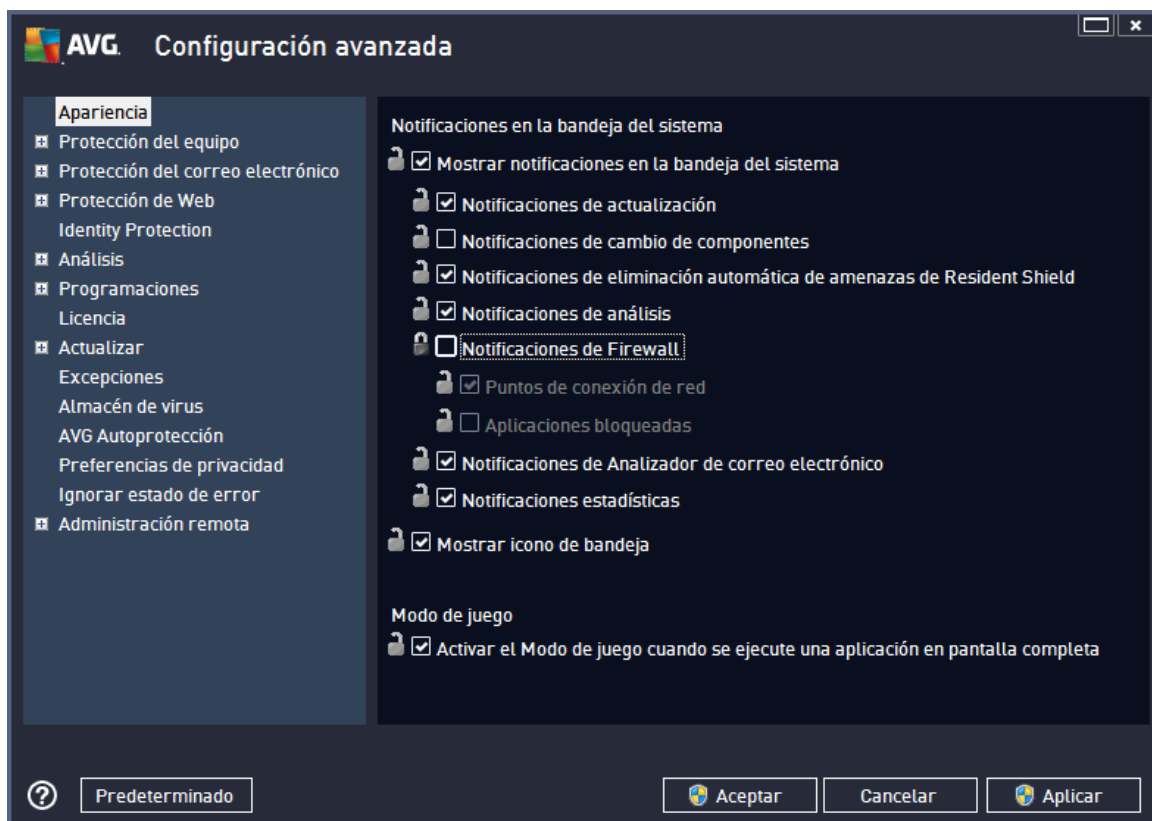 AVG. Configuración avanzada
Apariencia
Protección del equipo
Protección del correo electrónico
Protección de Web
Identity Protection
Análisis
Programaciones
Licencia
Actualizar
Excepciones
Almacén de virus
AVG Autoprotección
Preferencias de privacidad
Ignorar estado de error
Administración remota
Notificaciones en la bandeja del sistema
Mostrar notificaciones en la bandeja del sistema
Notificaciones de actualización
Notificaciones de cambio de componentes
Notificaciones de eliminación automática de amenazas de Resident Shield
Notificaciones de análisis
Notificaciones de Firewall
Puntos de conexión de red
Aplicaciones bloqueadas
Notificaciones de Analizador de correo electrónico
Notificaciones estadísticas
Mostrar icono de bandeja
Modo de juego
Activar el Modo de juego cuando se ejecute una aplicación en pantalla completa
? Predeterminado Aceptar Cancelar Aplicar